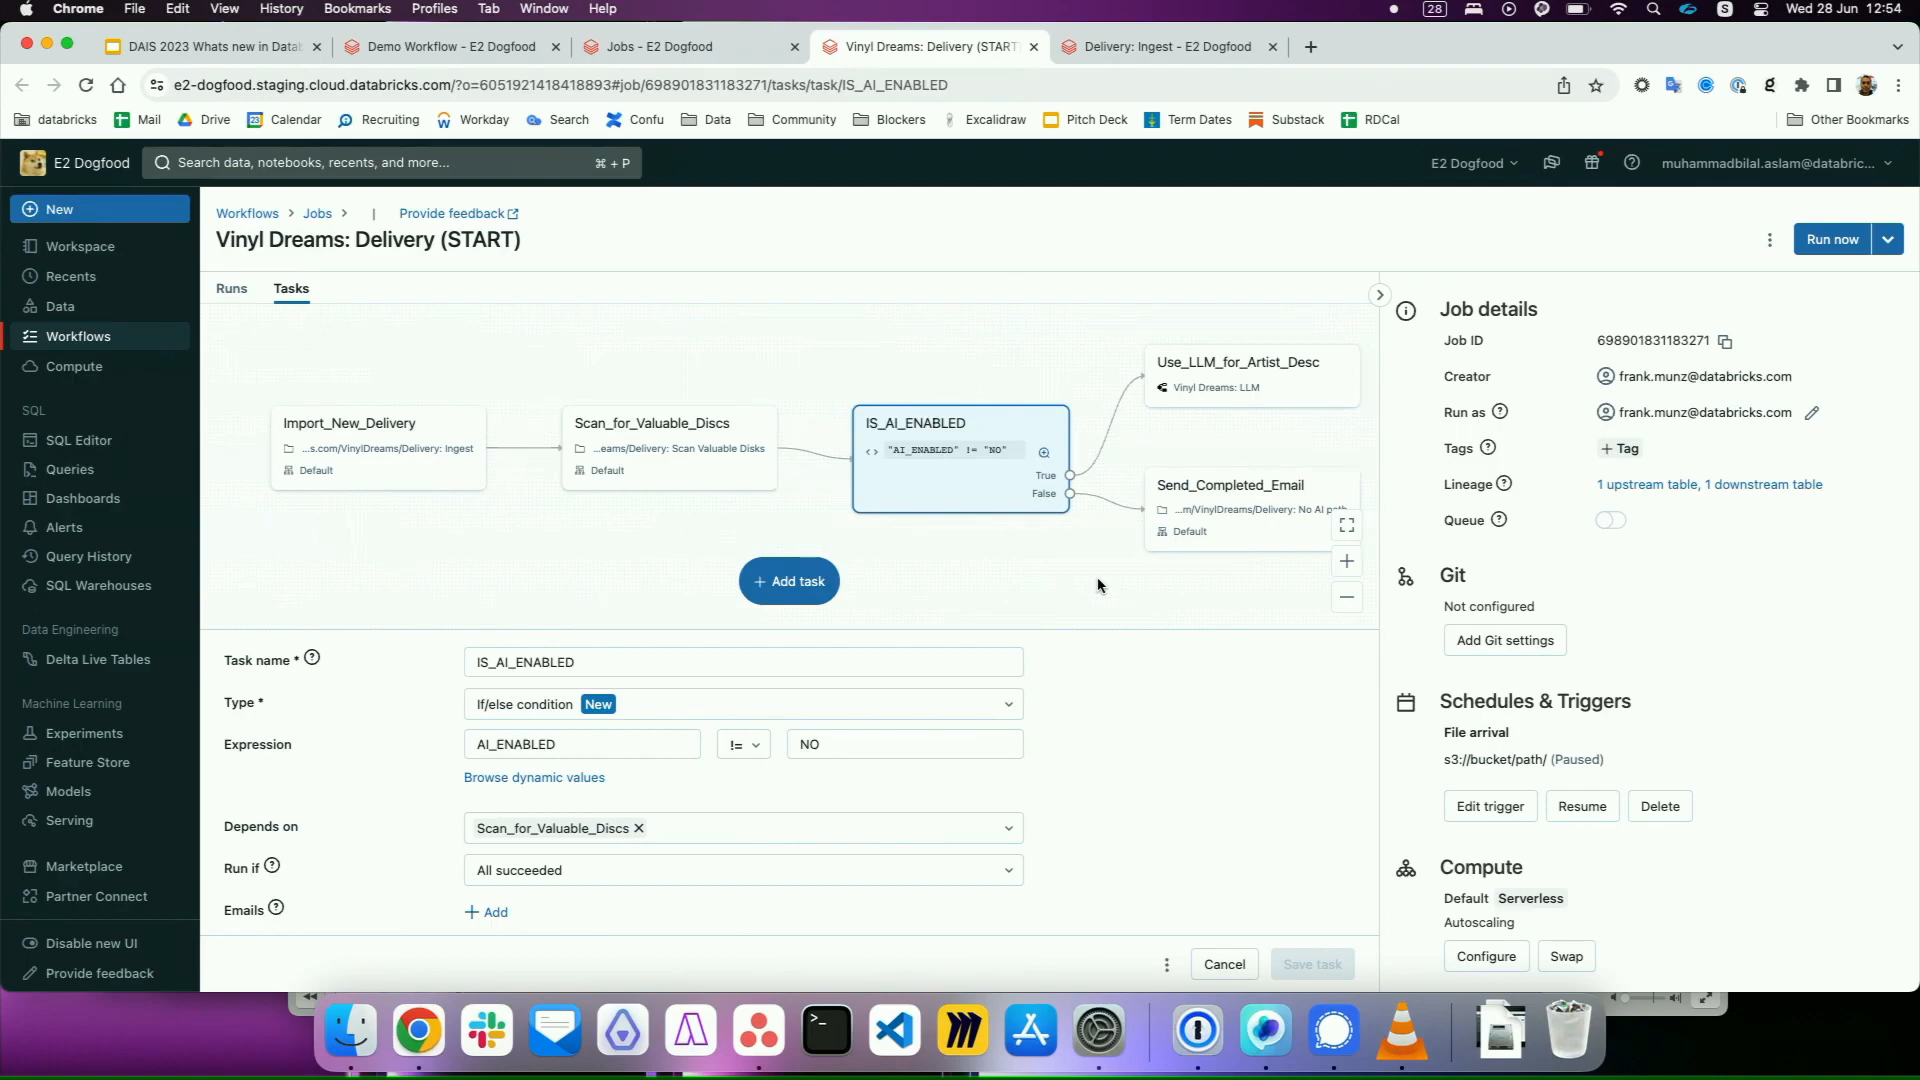 Chrome File Edit View History Bookmarks Profiles Tab Window Help 28 Wed 28 Jun 12:54
DAIS 2023 Whats new in Datab
Demo Workflow - E2 Dogfood
Jobs - E2 Dogfood
Vinyl Dreams: Delivery (START)
Delivery: Ingest - E2 Dogfood
e2-dogfood.staging.cloud.databricks.com/?o=6051921418418893#job/698901831183271/tasks/task/IS_AI_ENABLED
databricks Mail Drive Calendar Recruiting Workday Search Confu Data Community Blockers Excalidraw Pitch Deck Term Dates Substack RDCal Other Bookmarks
E2 Dogfood
Search data, notebooks, recents, and more... ⌘ + P
E2 Dogfood
muhammadbilal.aslam@databric...
New
Workspace
Recents
Data
Workflows
Compute
SQL
SQL Editor
Queries
Dashboards
Alerts
Query History
SQL Warehouses
Data Engineering
Delta Live Tables
Machine Learning
Experiments
Feature Store
Models
Serving
Marketplace
Partner Connect
Disable new UI
Provide feedback
Workflows > Jobs > | Provide feedback
Vinyl Dreams: Delivery (START)
Run now
Runs Tasks
Import_New_Delivery
...s.com/VinylDreams/Delivery: Ingest
Default
Scan_for_Valuable_Discs
...eams/Delivery: Scan Valuable Disks
Default
IS_AI_ENABLED
"AI_ENABLED" != "NO"
True
False
Use_LLM_for_Artist_Desc
Vinyl Dreams: LLM
Send_Completed_Email
...m/VinylDreams/Delivery: No AI path
Default
+ Add task
Task name * IS_AI_ENABLED
Type * If/else condition New
Expression AI_ENABLED != NO
Browse dynamic values
Depends on Scan_for_Valuable_Discs
Run if All succeeded
Emails + Add
Cancel Save task
Job details
Job ID 698901831183271
Creator frank.munz@databricks.com
Run as frank.munz@databricks.com
Tags + Tag
Lineage 1 upstream table, 1 downstream table
Queue
Git
Not configured
Add Git settings
Schedules & Triggers
File arrival
s3://bucket/path/ (Paused)
Edit trigger Resume Delete
Compute
Default Serverless
Autoscaling
Configure Swap